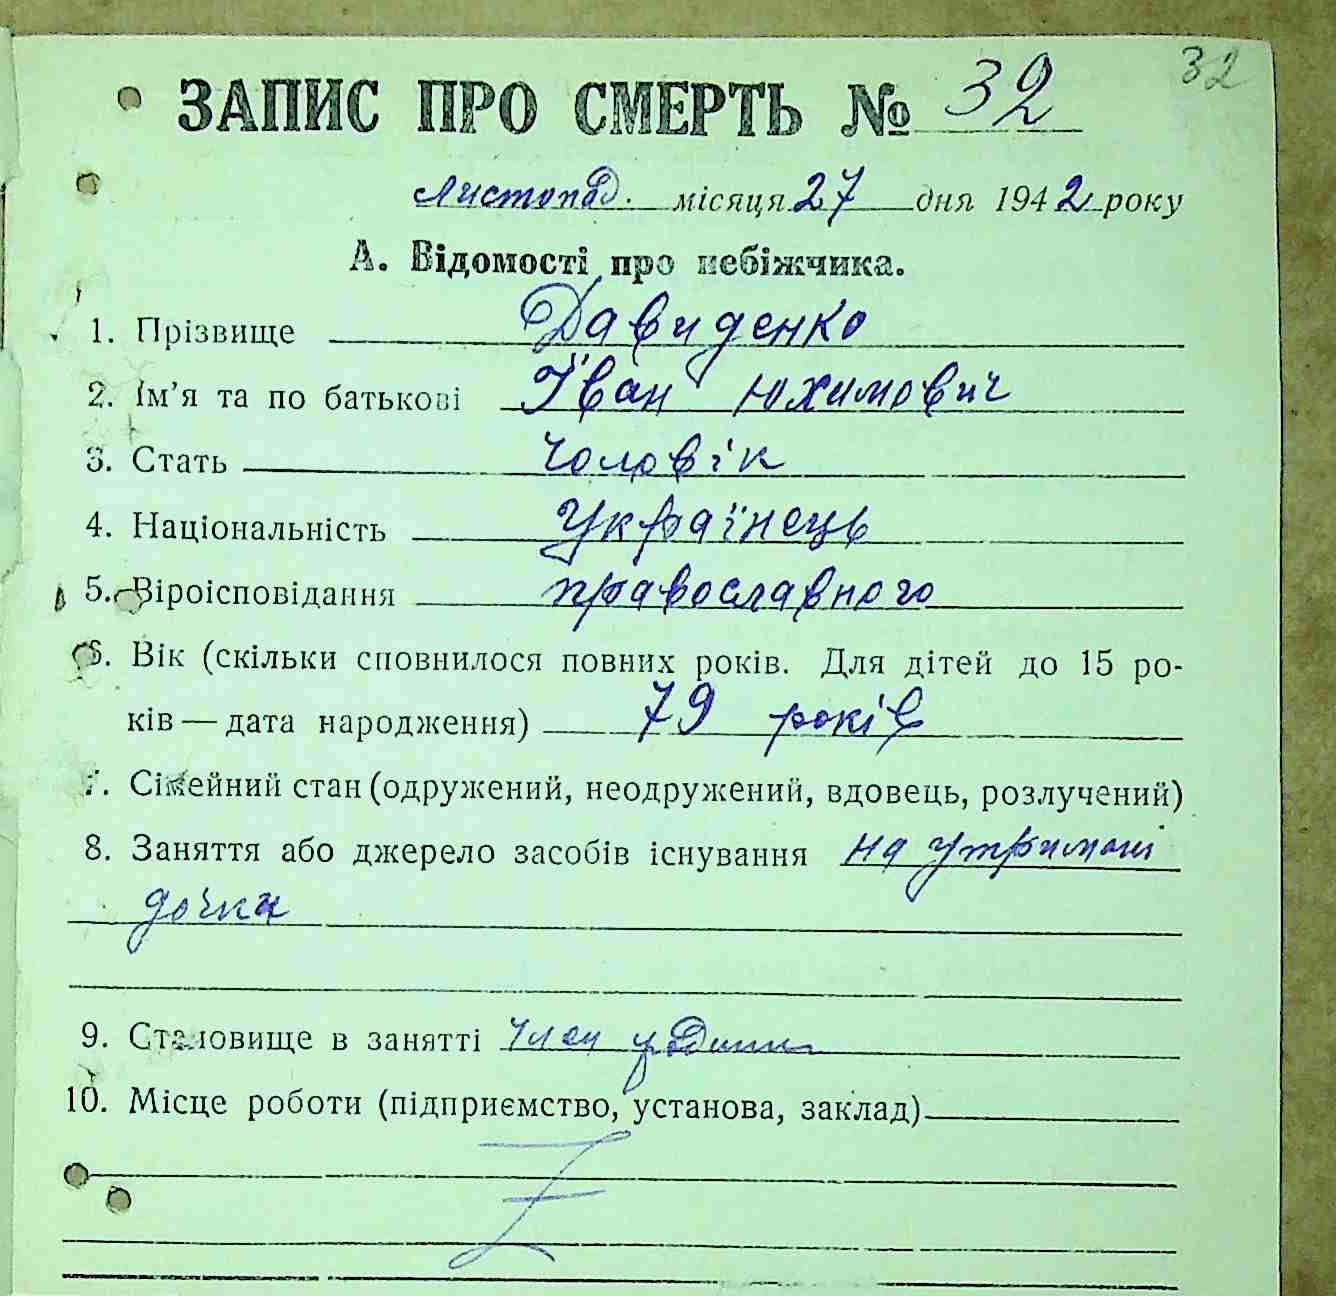 32
ЗАПИС ПРО СМЕРТЬ № 32
листопад. місяця 27 дня 1942 року
А. Відомості про небіжчика.
1. Прізвище Давиденко
2. Ім'я та по батькові Іван Юхимович
3. Стать Чоловік
4. Національність Українець
5. Віроісповідання православного
6. Вік (скільки сповнилося повних років. Для дітей до 15 ро-
ків — дата народження) 79 років
7. Сімейний стан (одружений, неодружений, вдовець, розлучений)
8. Заняття або джерело засобів існування на утримані
дочки
9. Становище в занятті член
10. Місце роботи (підприємство, установа, заклад)